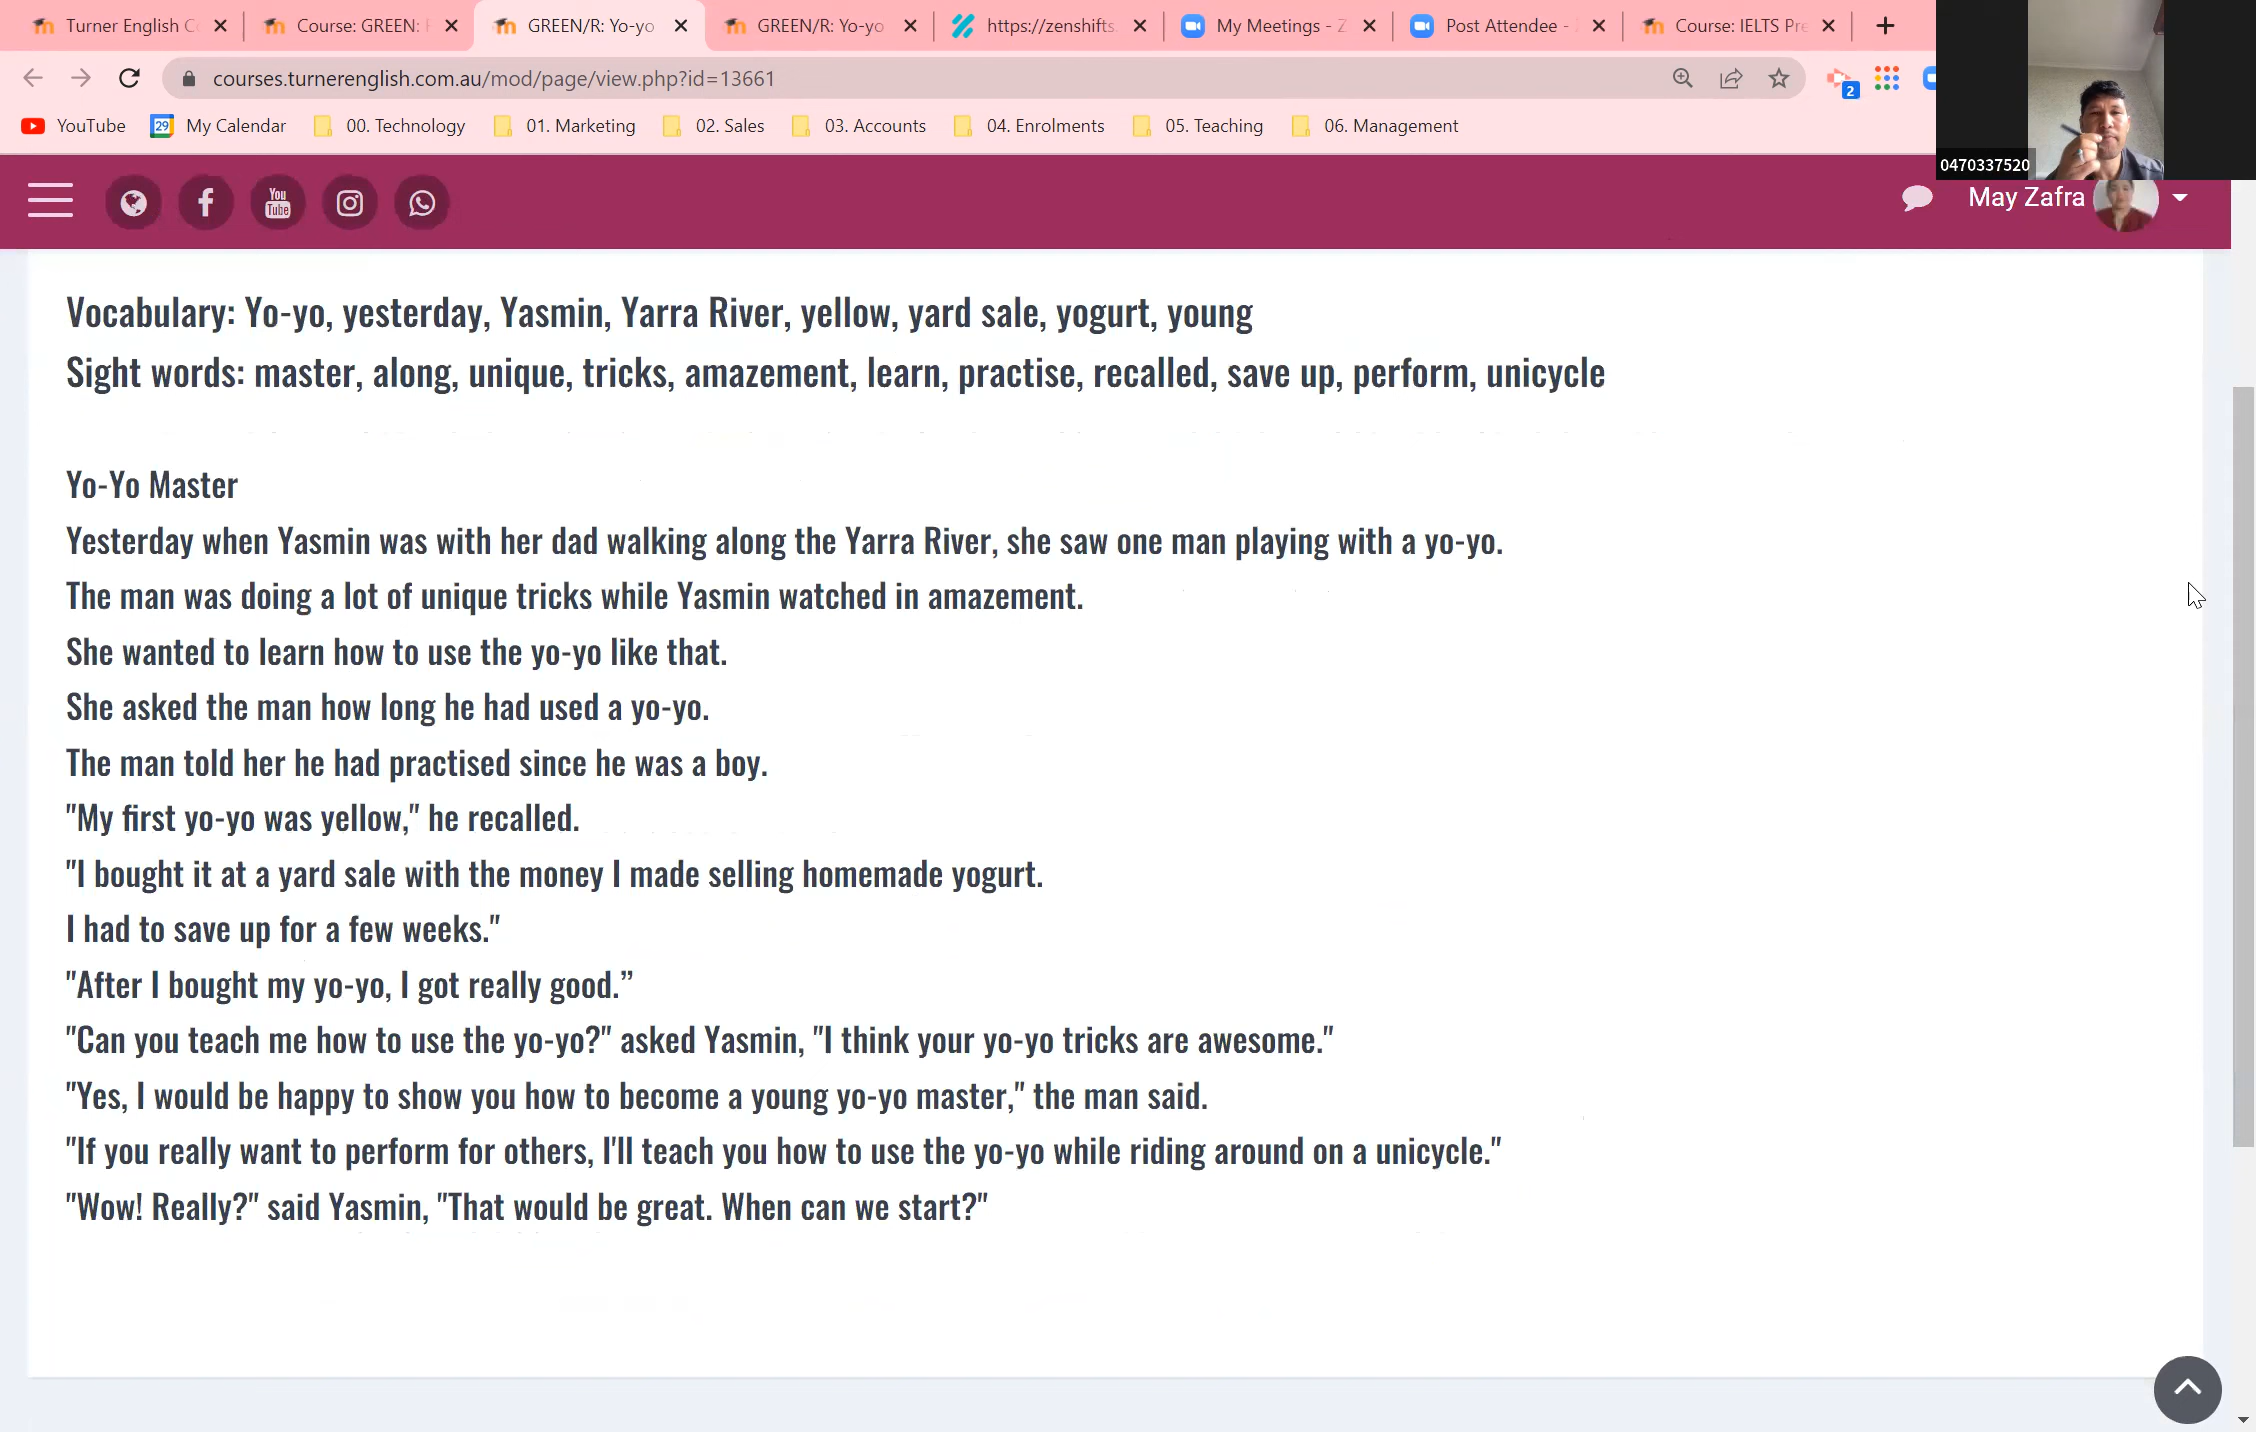 Turner English C
Course: GREEN:
GREEN/R: Yo-yo
GREEN/R: Yo-yo
https://zenshifts.
My Meetings - Z
Post Attendee -
Course: IELTS Pre
courses.turnerenglish.com.au/mod/page/view.php?id=13661
2
YouTube
29 My Calendar
00. Technology
01. Marketing
02. Sales
03. Accounts
04. Enrolments
05. Teaching
06. Management
0470337520
You Tube
May Zafra
Vocabulary: Yo-yo, yesterday, Yasmin, Yarra River, yellow, yard sale, yogurt, young
Sight words: master, along, unique, tricks, amazement, learn, practise, recalled, save up, perform, unicycle
Yo-Yo Master
Yesterday when Yasmin was with her dad walking along the Yarra River, she saw one man playing with a yo-yo.
The man was doing a lot of unique tricks while Yasmin watched in amazement.
She wanted to learn how to use the yo-yo like that.
She asked the man how long he had used a yo-yo.
The man told her he had practised since he was a boy.
"My first yo-yo was yellow," he recalled.
"I bought it at a yard sale with the money I made selling homemade yogurt.
I had to save up for a few weeks."
"After I bought my yo-yo, I got really good.”
"Can you teach me how to use the yo-yo?" asked Yasmin, "I think your yo-yo tricks are awesome."
"Yes, I would be happy to show you how to become a young yo-yo master," the man said.
"If you really want to perform for others, I'll teach you how to use the yo-yo while riding around on a unicycle."
"Wow! Really?" said Yasmin, "That would be great. When can we start?"